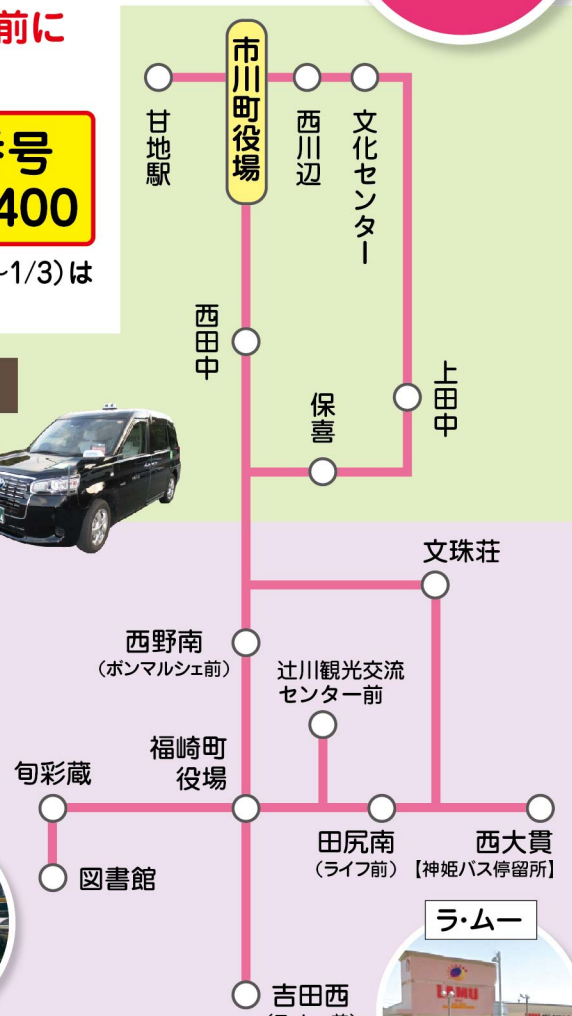 前に
号
400
~1/3)は
市川町役場
甘地駅
西川辺
文化センター
西田中
上田中
保喜
文珠荘
西野南
(ボンマルシェ前)
辻川観光交流
センター前
福崎町
役場
旬彩蔵
田尻南
(ライフ前)
西大貫
【神姫バス停留所】
図書館
ラ・ムー
LAMU
吉田西